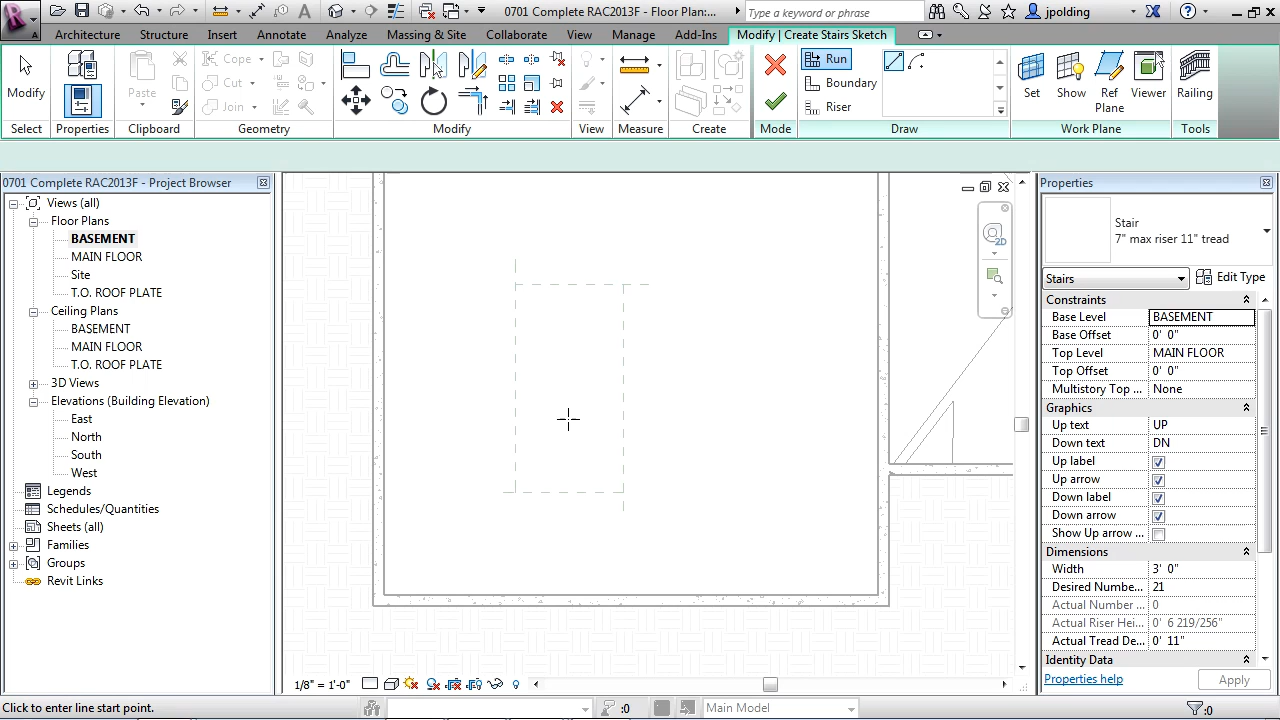 0701 Complete RAC2013F - Floor Plan:...
Type a keyword or phrase
jpolding
Architecture
Structure
Insert
Annotate
Analyze
Massing & Site
Collaborate
View
Manage
Add-Ins
Modify | Create Stairs Sketch
Modify
Paste
Cope
Cut
Join
Run
Boundary
Riser
Set
Show
Ref
Plane
Viewer
Railing
Select
Properties
Clipboard
Geometry
Modify
View
Measure
Create
Mode
Draw
Work Plane
Tools
0701 Complete RAC2013F - Project Browser
Views (all)
Floor Plans
BASEMENT
MAIN FLOOR
Site
T.O. ROOF PLATE
Ceiling Plans
BASEMENT
MAIN FLOOR
T.O. ROOF PLATE
3D Views
Elevations (Building Elevation)
East
North
South
West
Legends
Schedules/Quantities
Sheets (all)
Families
Groups
Revit Links
2D
Properties
Stair
7" max riser 11" tread
Stairs
Edit Type
Constraints
Base Level BASEMENT
Base Offset 0' 0"
Top Level MAIN FLOOR
Top Offset 0' 0"
Multistory Top ... None
Graphics
Up text UP
Down text DN
Up label
Up arrow
Down label
Down arrow
Show Up arrow ...
Dimensions
Width 3' 0"
Desired Numbe... 21
Actual Number ... 0
Actual Riser Hei... 0' 6 219/256"
Actual Tread De... 0' 11"
Identity Data
Properties help
Apply
1/8" = 1'-0"
Click to enter line start point.
:0
Main Model
:0